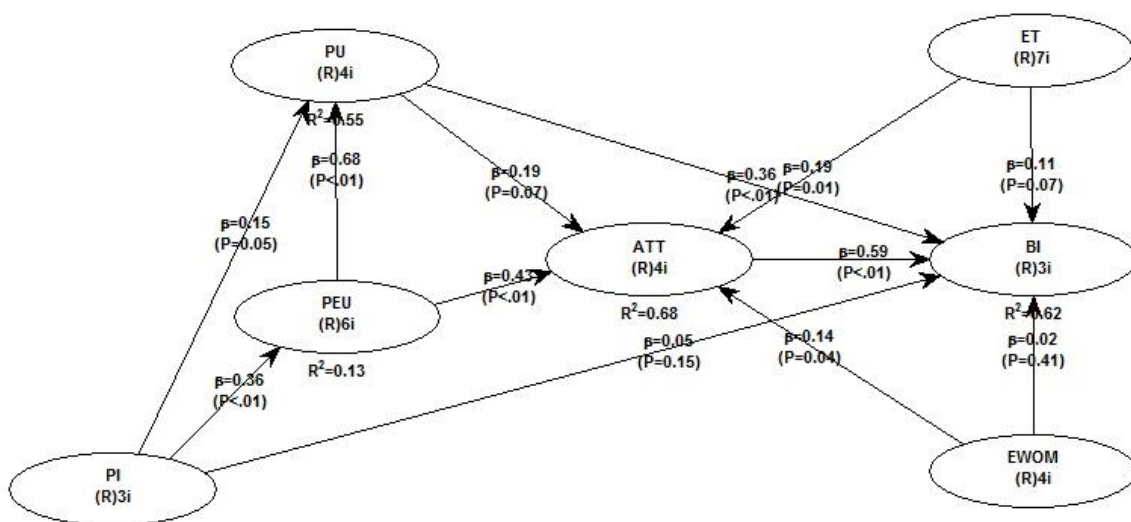 PU
(R)4i
R²=0.55
ET
(R)7i
β=0.68
(P<.01)
β=0.19
(P=0.07)
β=0.36
(P<.01)
β=0.19
(P=0.01)
β=0.11
(P=0.07)
β=0.15
(P=0.05)
ATT
(R)4i
R²=0.68
β=0.59
(P<.01)
BI
(R)3i
R²=0.62
PEU
(R)6i
R²=0.13
β=0.43
(P<.01)
β=0.05
(P=0.15)
β=0.14
(P=0.04)
β=0.02
(P=0.41)
β=0.36
(P<.01)
PI
(R)3i
EWOM
(R)4i